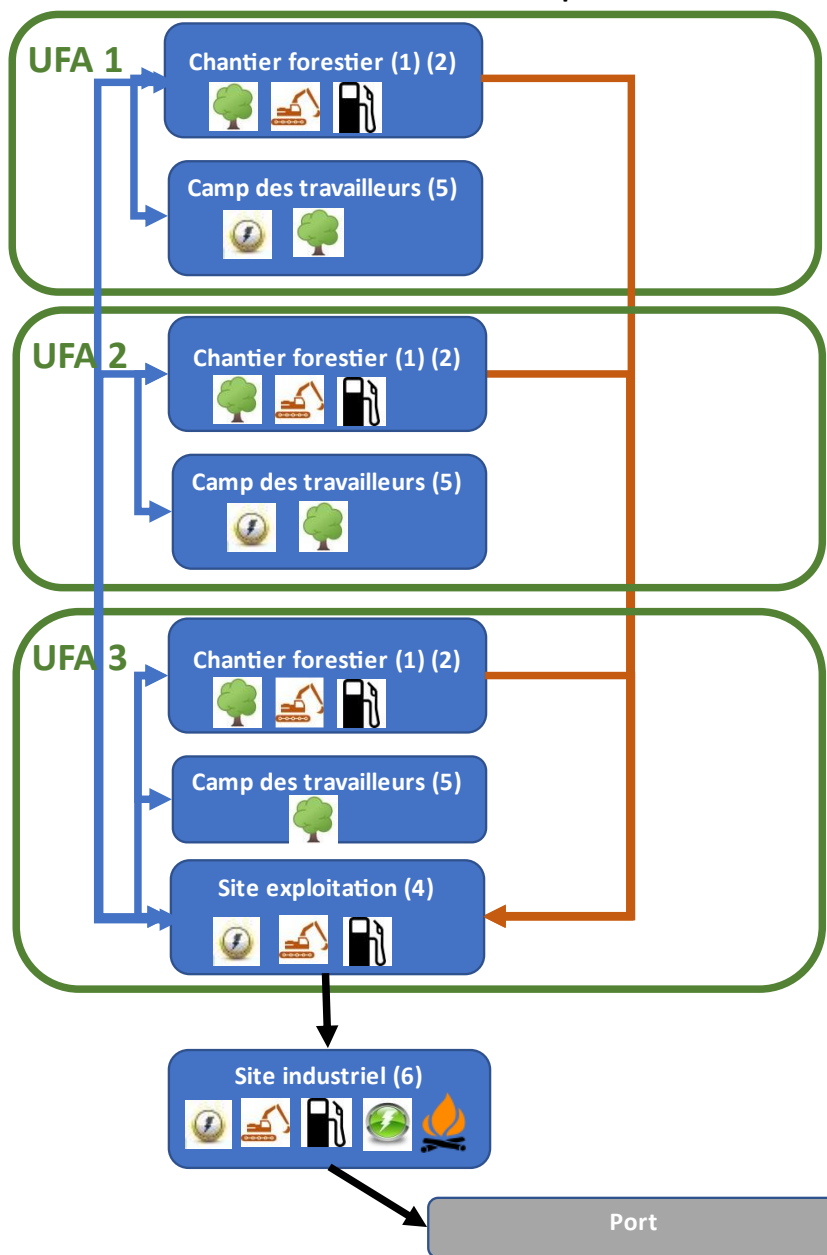 UFA 1
Chantier forestier (1) (2)
Camp des travailleurs (5)
UFA 2
Chantier forestier (1) (2)
Camp des travailleurs (5)
UFA 3
Chantier forestier (1) (2)
Camp des travailleurs (5)
Site exploitation (4)
Site industriel (6)
Port